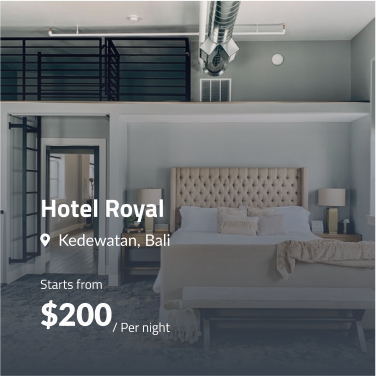 Hotel Royal
Kedewatan, Bali
Starts from
$200 / Per night